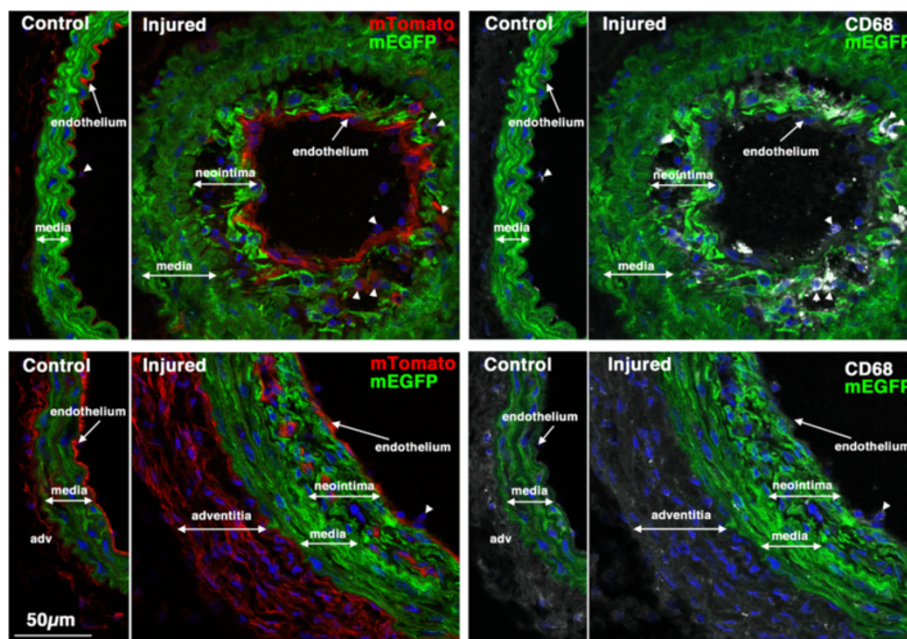 Control
Injured
mTomato
mEGFP
endothelium
endothelium
neointima
media
media
Control
Injured
CD68
mEGFP
endothelium
endothelium
neointima
media
media
Control
Injured
mTomato
mEGFP
endothelium
endothelium
media
neointima
adventitia
media
adv
50µm
Control
Injured
CD68
mEGFP
endothelium
endothelium
media
neointima
adventitia
media
adv